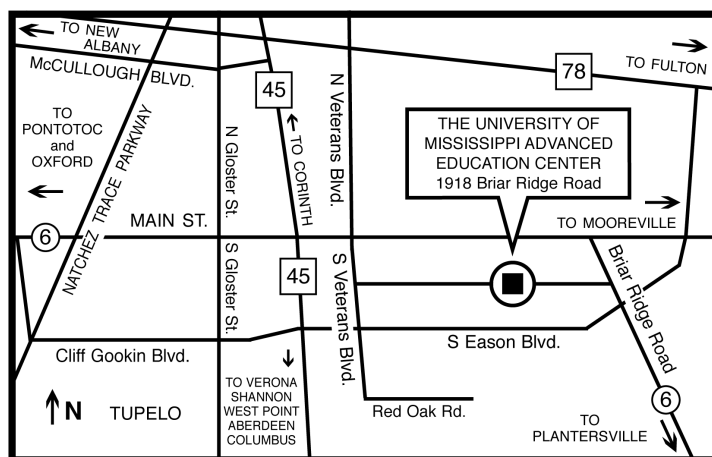 TO NEW
ALBANY
McCULLOUGH BLVD.
TO
PONTOTOC
and
OXFORD
NATCHEZ TRACE PARKWAY
45
N Gloster St.
TO CORINTH
N Veterans Blvd.
78
TO FULTON
THE UNIVERSITY OF
MISSISSIPPI ADVANCED
EDUCATION CENTER
1918 Briar Ridge Road
TO MOOREVILLE
6
MAIN ST.
S Gloster St.
45
S Veterans Blvd.
Briar Ridge Road
Cliff Gookin Blvd.
S Eason Blvd.
N
TUPELO
TO VERONA
SHANNON
WEST POINT
ABERDEEN
COLUMBUS
Red Oak Rd.
6
TO
PLANTERSVILLE